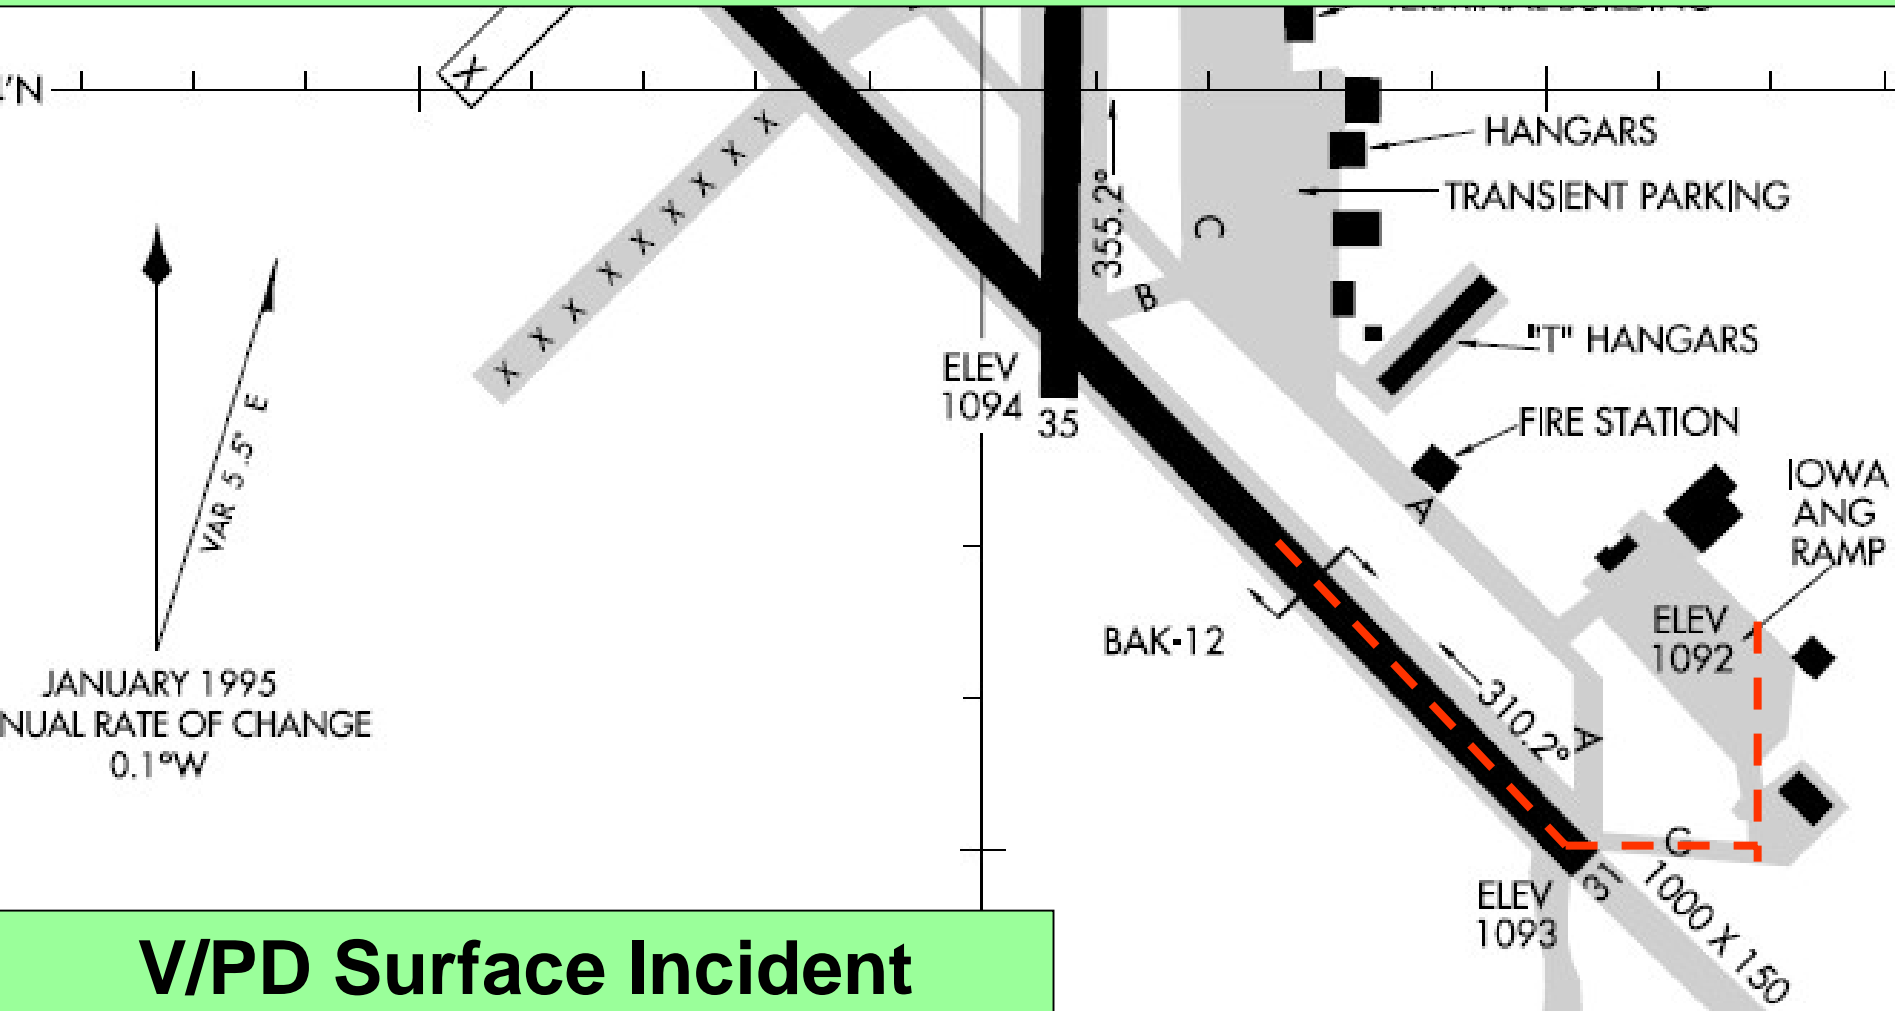 'N
X
X
X
X
X
X
X
X
X
X
HANGARS
TRANSIENT PARKING
355.2°
C
B
"T" HANGARS
ELEV
1094
35
FIRE STATION
A
IOWA
ANG
RAMP
VAR 5.5° E
BAK-12
ELEV
1092
310.2°
A
JANUARY 1995
NUAL RATE OF CHANGE
0.1°W
G
31
1000 X 150
ELEV
1093
V/PD Surface Incident